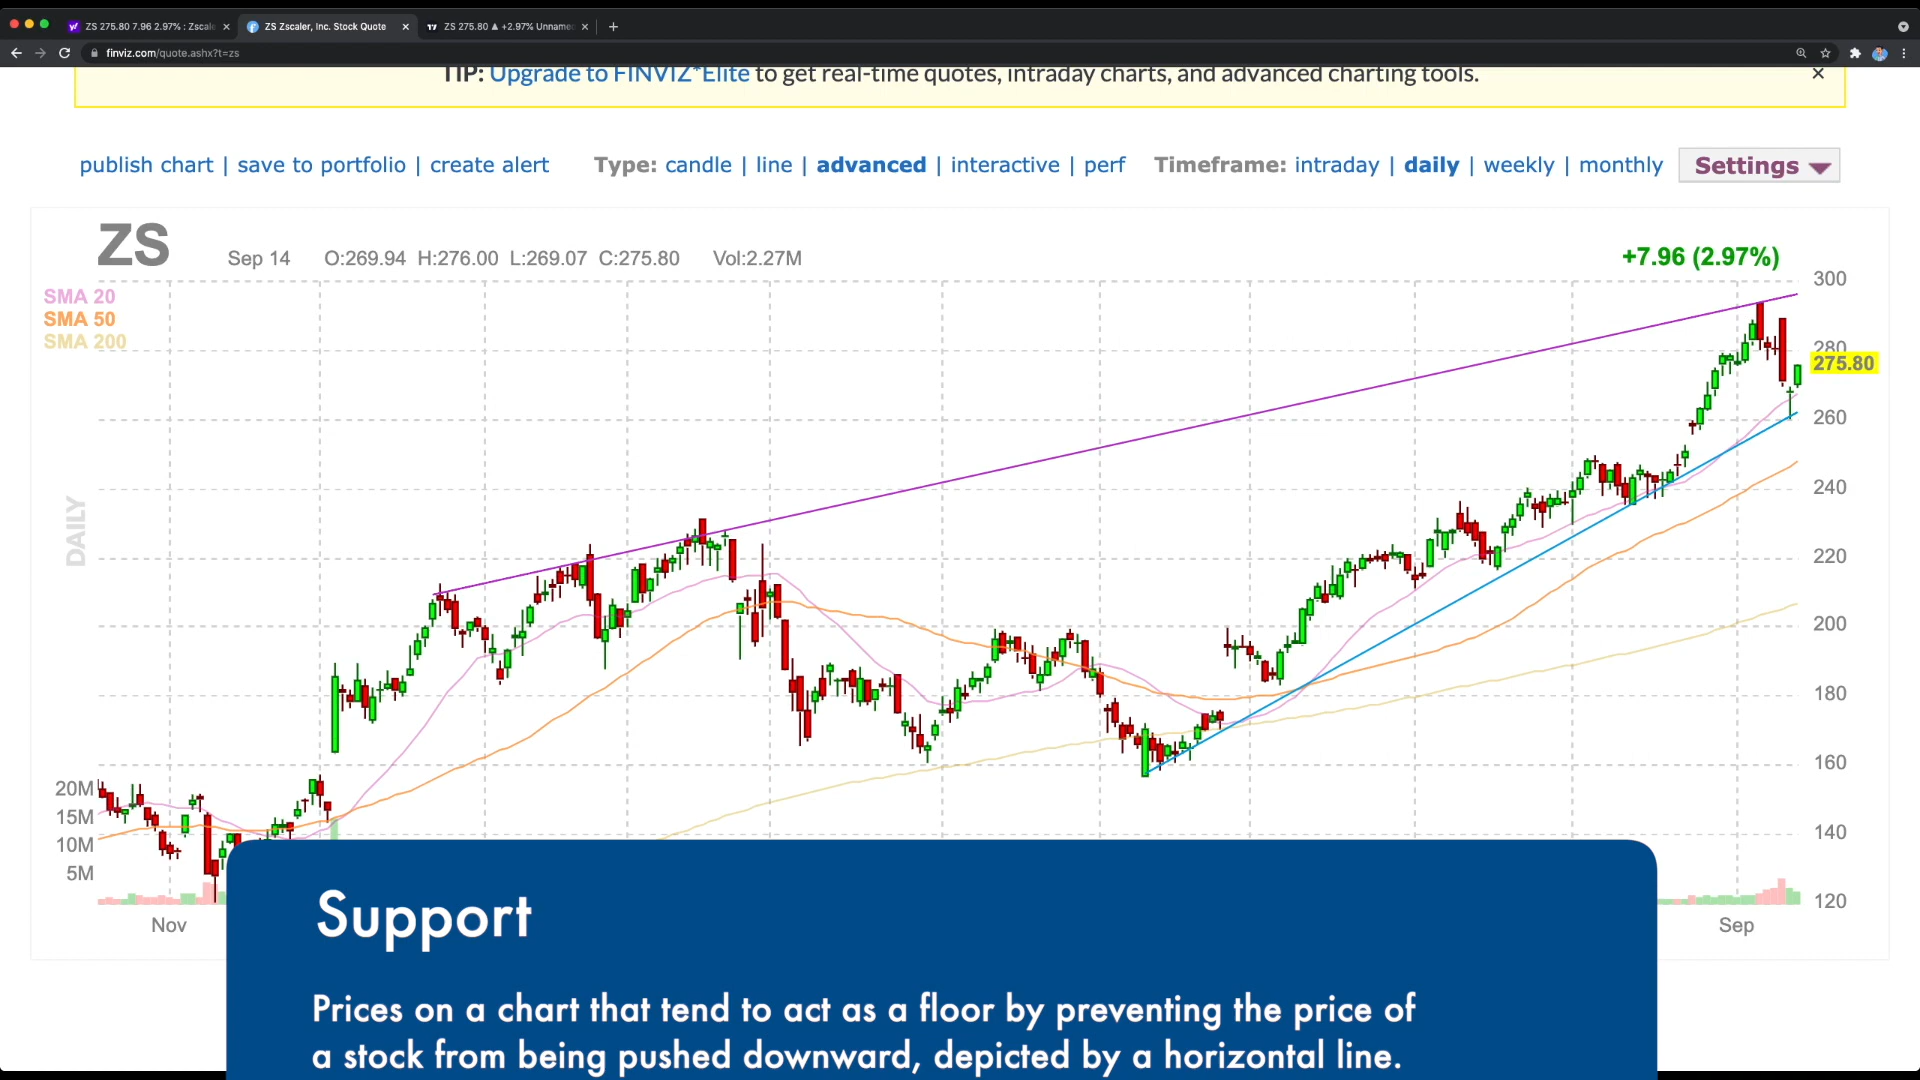 ZS 275.80 7.96 2.97% : Zscale
ZS Zscaler, Inc. Stock Quote
ZS 275.80 ▲ +2.97% Unname
finviz.com/quote.ashx?t=zs
TIP: Upgrade to FINVIZ*Elite to get real-time quotes, intraday charts, and advanced charting tools.
publish chart | save to portfolio | create alert Type: candle | line | advanced | interactive | perf Timeframe: intraday | daily | weekly | monthly Settings
ZS Sep 14 O:269.94 H:276.00 L:269.07 C:275.80 Vol:2.27M +7.96 (2.97%)
SMA 20
SMA 50
SMA 200
300
280
275.80
260
240
220
200
180
160
140
120
DAILY
20M
15M
10M
5M
Nov
Sep
Support
Prices on a chart that tend to act as a floor by preventing the price of
a stock from being pushed downward, depicted by a horizontal line.